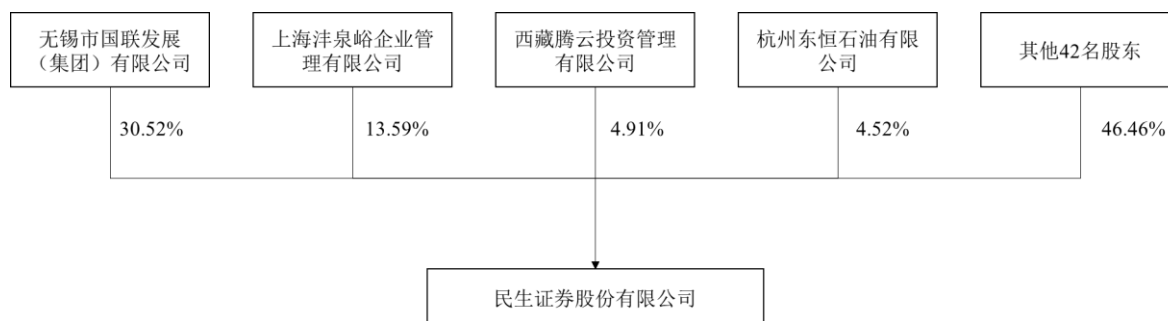 无锡市国联发展
（集团）有限公司
上海沣泉峪企业管
理有限公司
西藏腾云投资管理
有限公司
杭州东恒石油有限
公司
其他42名股东
30.52%
13.59%
4.91%
4.52%
46.46%
民生证券股份有限公司